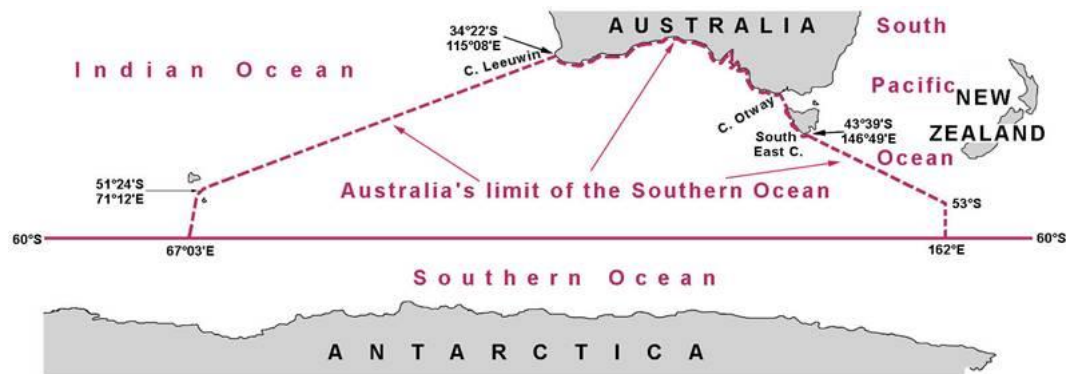 34°22'S
115°08'E
AUSTRALIA
South
Indian Ocean
C. Leeuwin
Pacific
NEW
ZEALAND
C. Otway
43°39'S
146°49'E
South
East C.
Ocean
51°24'S
71°12'E
Australia's limit of the Southern Ocean
53°S
60°S
60°S
67°03'E
162°E
Southern Ocean
ANTARCTICA